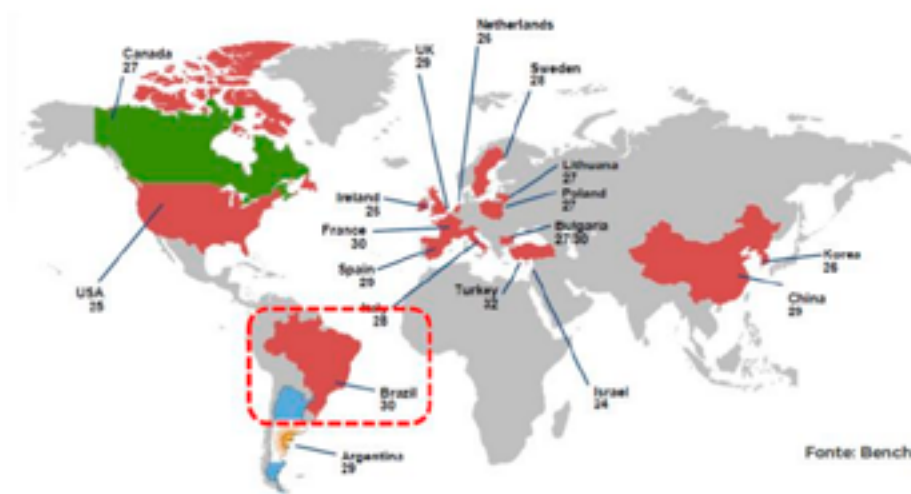 Netherlands
26
Canada
27
UK
29
Sweden
28
Lithuana
27
Poland
27
Ireland
25
France
30
Bulgaria
27/30
Korea
26
Spain
29
USA
25
Turkey
32
China
29
Italy
28
Brazil
30
Israel
24
Argentina
29
Fonte: Bench